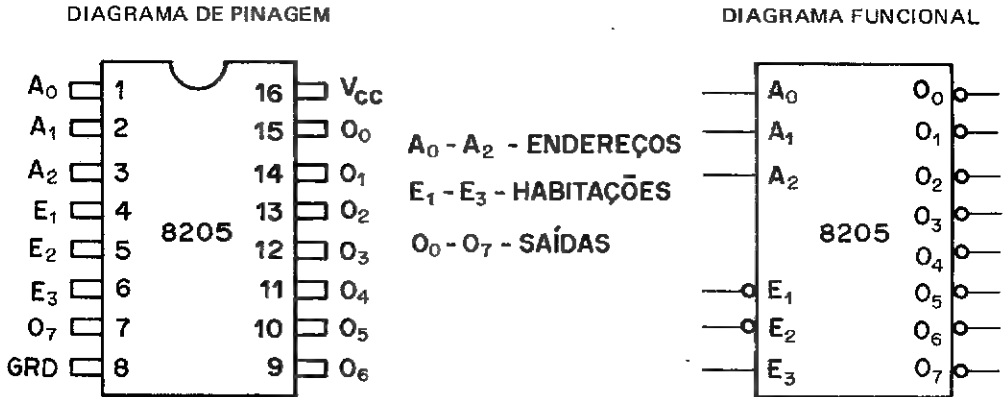 DIAGRAMA DE PINAGEM
A₀ 1 16 V_CC
A₁ 2 15 O₀
A₂ 3 14 O₁
E₁ 4 13 O₂
E₂ 5 8205 12 O₃
E₃ 6 11 O₄
O₇ 7 10 O₅
GRD 8 9 O₆
A₀ - A₂ - ENDEREÇOS
E₁ - E₃ - HABITAÇÕES
O₀ - O₇ - SAÍDAS
DIAGRAMA FUNCIONAL
A₀ O₀
A₁ O₁
A₂ O₂
O₃
8205
O₄
E₁ O₅
E₂ O₆
E₃ O₇